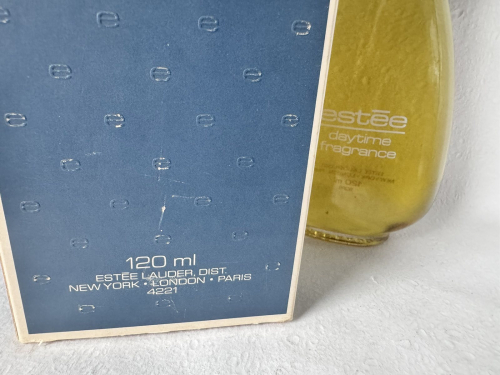 120 ml
ESTĒE LAUDER, DIST.
NEW YORK • LONDON • PARIS
4221
estēe
daytime
fragrance